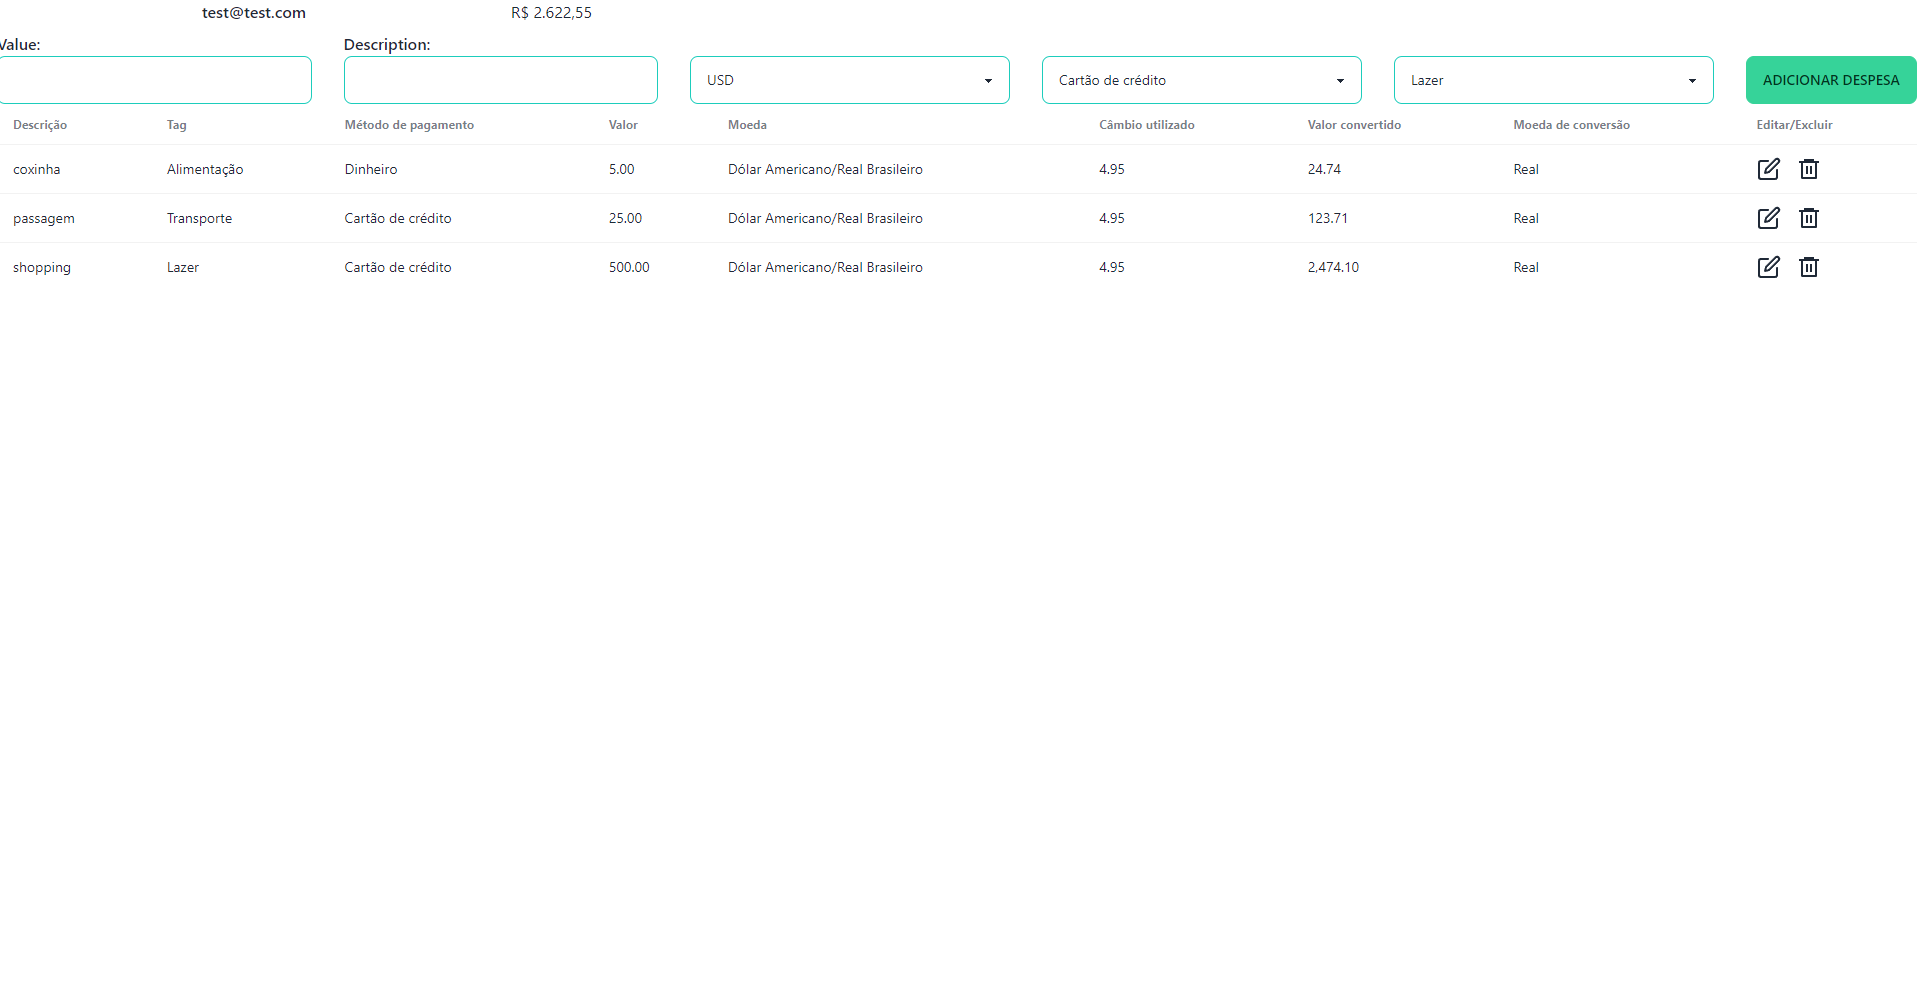 test@test.com R$ 2.622,55
Value: Description:
USD Cartão de crédito Lazer ADICIONAR DESPESA
Descrição Tag Método de pagamento Valor Moeda Câmbio utilizado Valor convertido Moeda de conversão Editar/Excluir
coxinha Alimentação Dinheiro 5.00 Dólar Americano/Real Brasileiro 4.95 24.74 Real
passagem Transporte Cartão de crédito 25.00 Dólar Americano/Real Brasileiro 4.95 123.71 Real
shopping Lazer Cartão de crédito 500.00 Dólar Americano/Real Brasileiro 4.95 2,474.10 Real